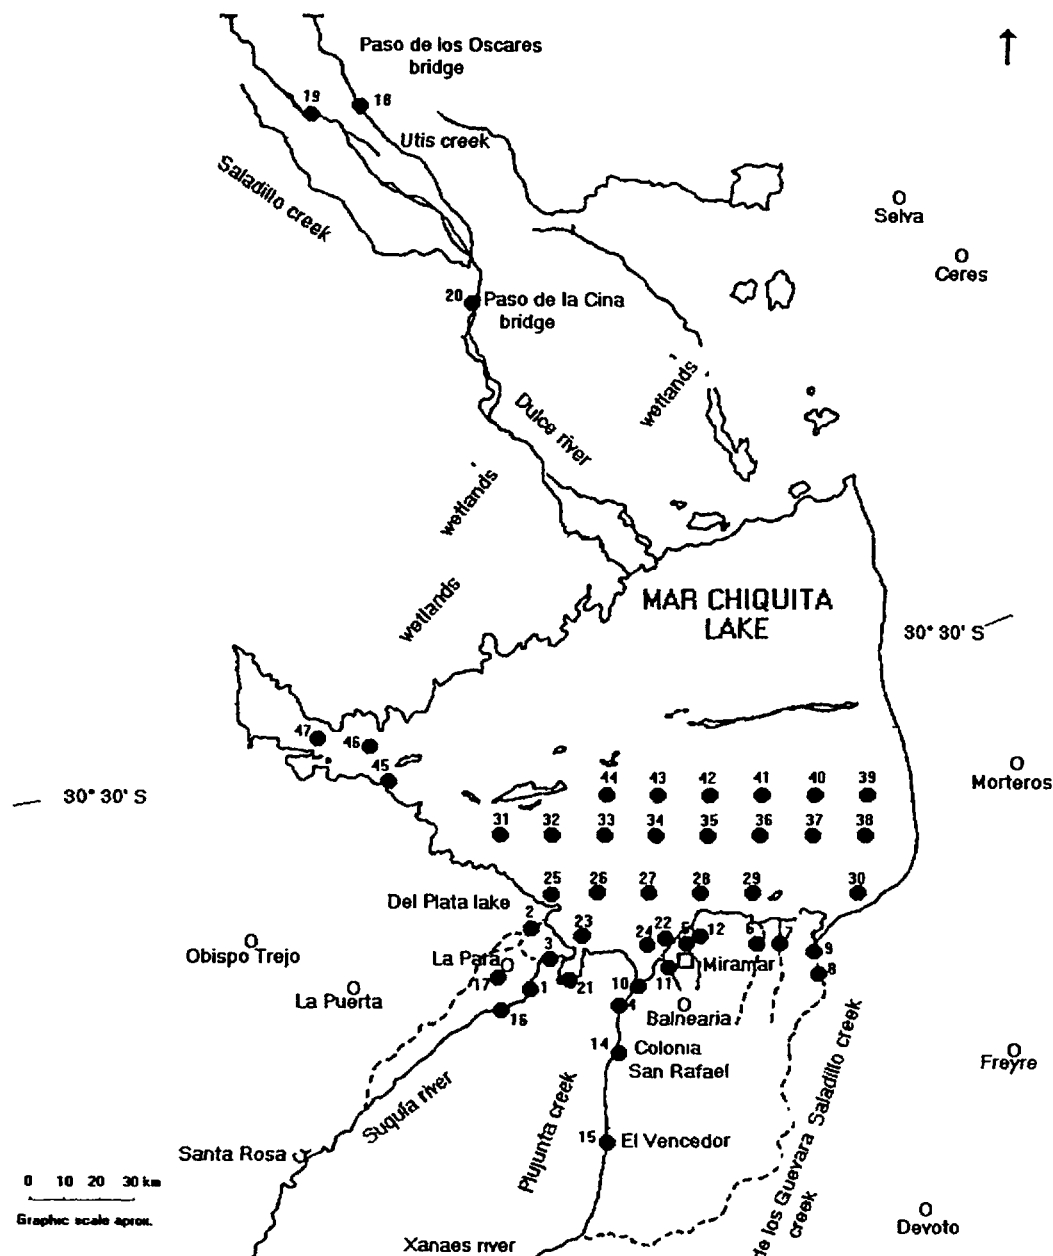 Paso de los Oscares
bridge
19
18
Utis creek
Saladillo creek
Selva
Ceres
20
Paso de la Cina
bridge
wetlands
Dulce river
wetlands
wetlands
MAR CHIQUITA
LAKE
30° 30' S
47
46
45
30° 30' S
Morteros
44
43
42
41
40
39
31
32
33
34
35
36
37
38
25
26
27
28
29
30
Del Plata lake
2
23
24
22
5
12
6
7
9
Obispo Trejo
La Para
3
Miramar
8
17
1
21
10
11
La Puerta
16
4
Balnearia
14
Colonia
San Rafael
Freyre
Suquía river
Plujunta creek
15
El Vencedor
Saladillo creek
de los Guevara
creek
Santa Rosa
0 10 20 30 km
Graphic scale aprox.
Devoto
Xanaes river